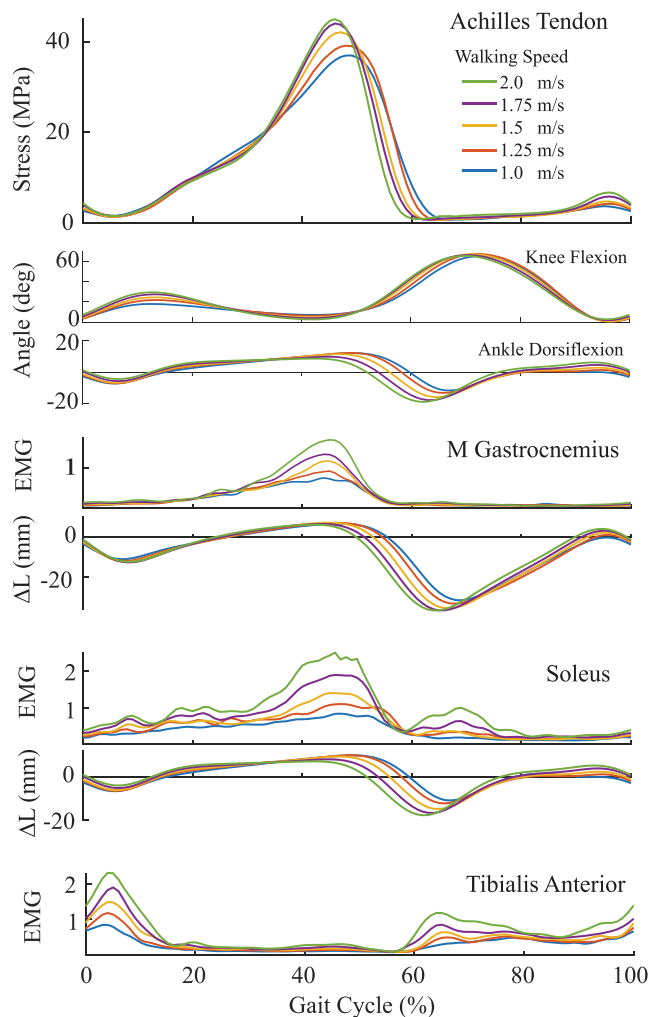 Achilles Tendon
Walking Speed
2.0 m/s
1.75 m/s
1.5 m/s
1.25 m/s
1.0 m/s
Stress (MPa)
40
20
0
Knee Flexion
Angle (deg)
60
0
Ankle Dorsiflexion
20
0
-20
M Gastrocnemius
EMG
1
ΔL (mm)
0
-20
Soleus
EMG
2
1
ΔL (mm)
0
-20
Tibialis Anterior
EMG
2
1
0 20 40 60 80 100
Gait Cycle (%)